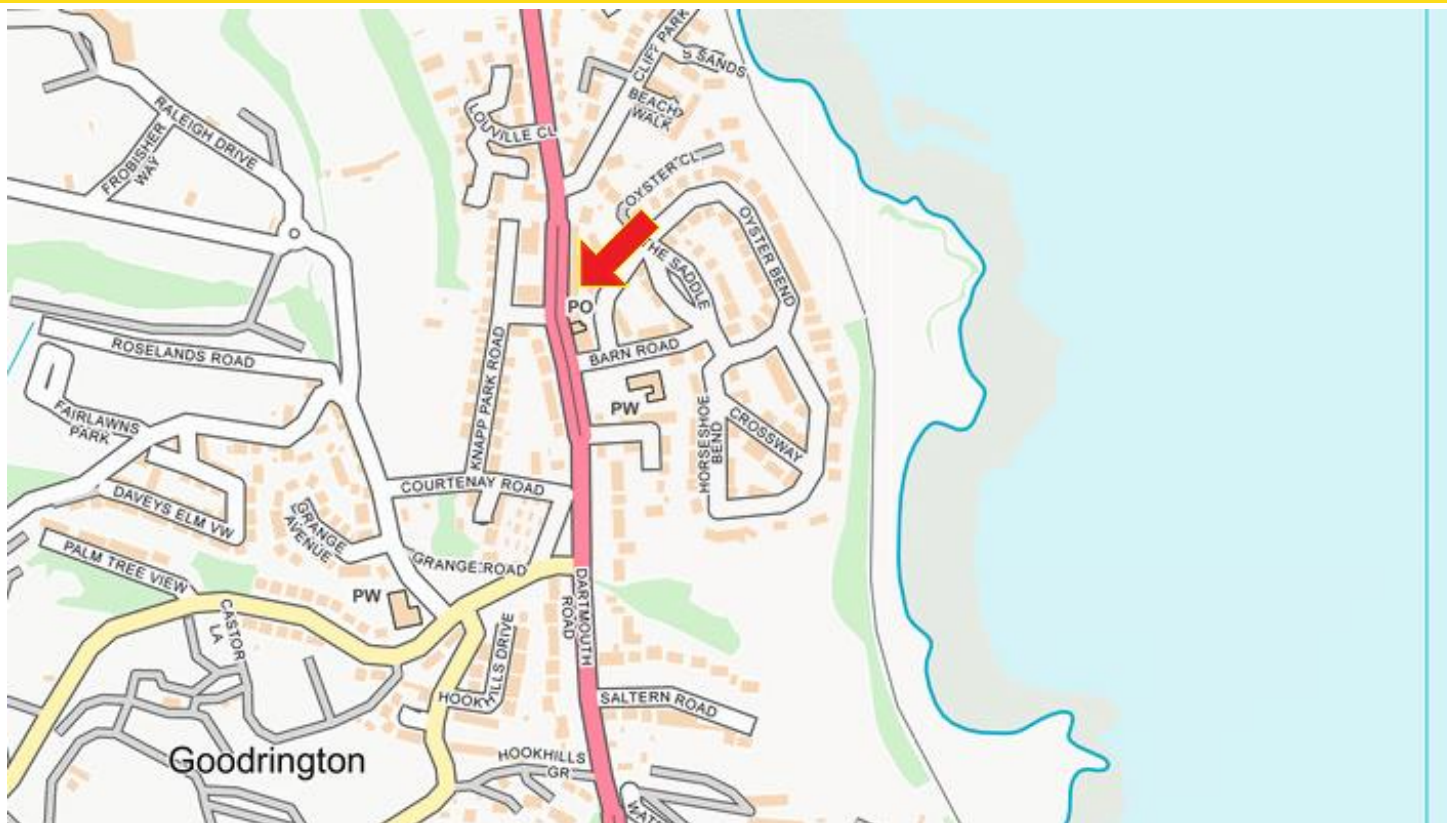 CLIFF PARK
S SANDS
BEACH
WALK
LOUVILLE CL
RALEIGH DRIVE
FROBISHER
WAY
OYSTER CL
OYSTER BEND
THE SADDLE
PO
BARN ROAD
ROSELANDS ROAD
KNAPP PARK ROAD
PW
FAIRLAWNS
PARK
HORSESHOE
BEND
CROSSWAY
COURTENAY ROAD
DAVEYS ELM VW
GRANGE
AVENUE
GRANGE ROAD
PALM TREE VIEW
PW
CASTOR
LA
DARTMOUTH
ROAD
SALTERN ROAD
Goodrington
HOOKHILLS
GR